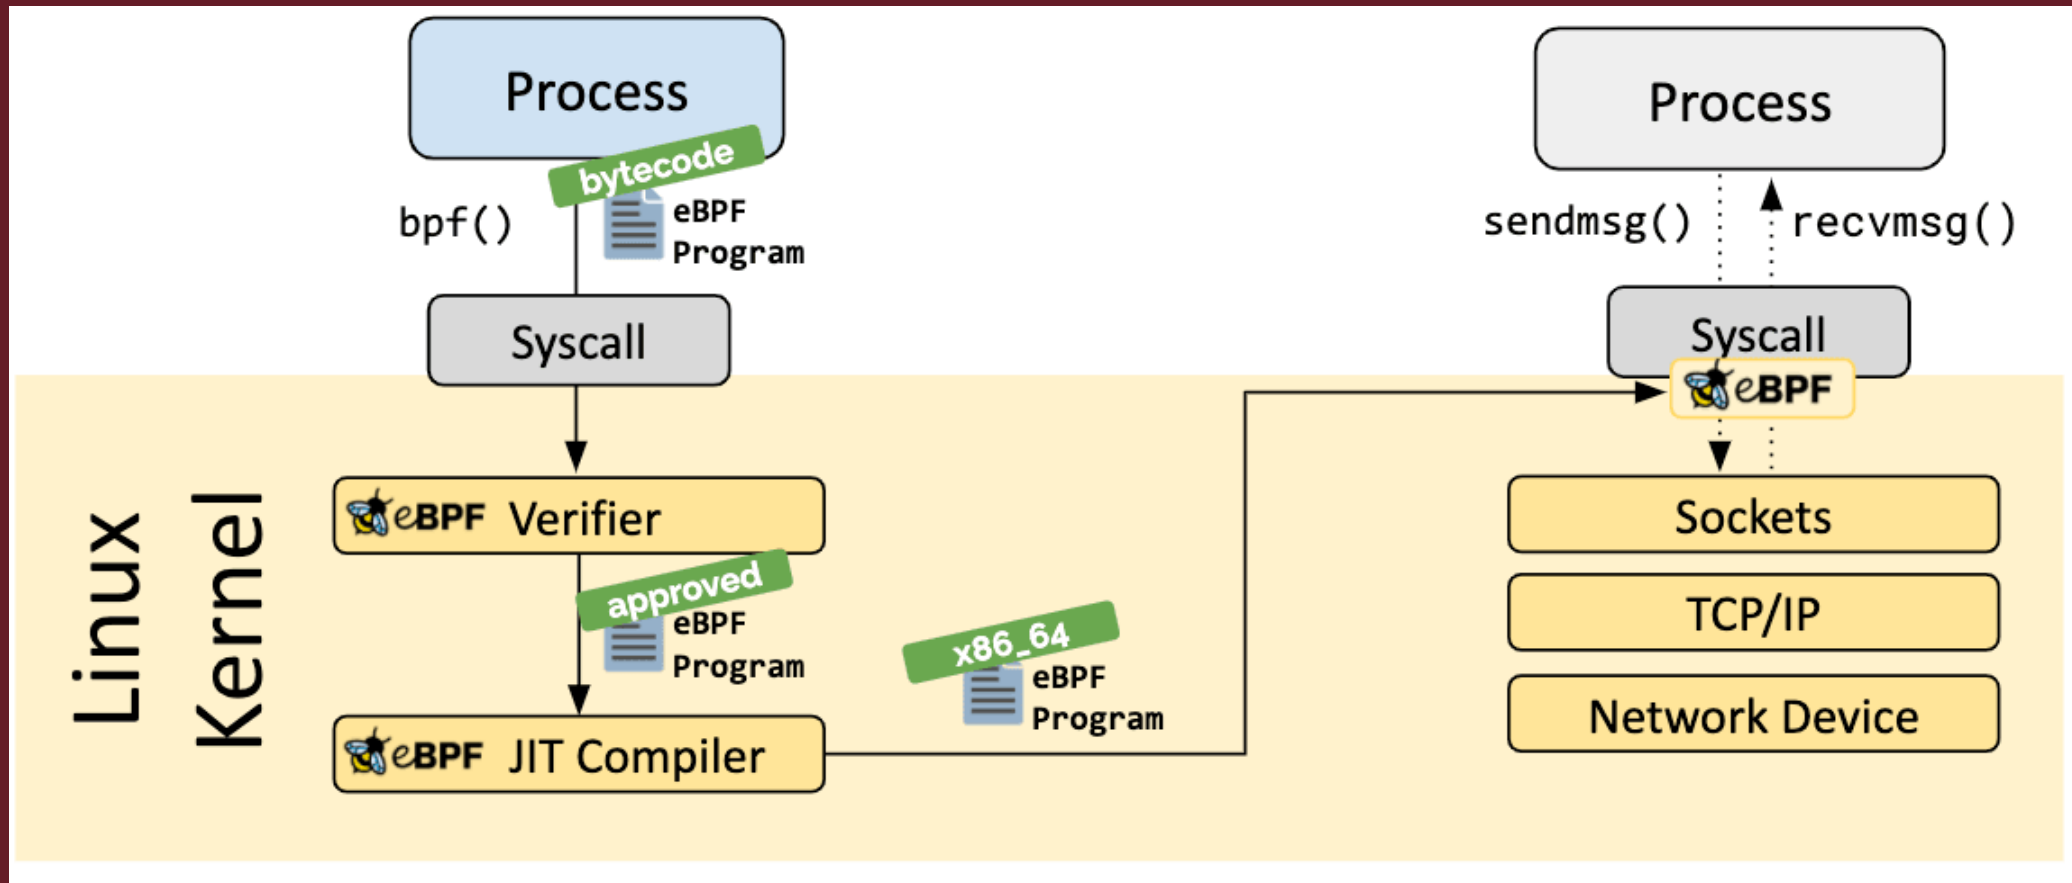 Process
bytecode
bpf()
eBPF
Program
Syscall
Linux
Kernel
eBPF Verifier
approved
eBPF
Program
eBPF JIT Compiler
x86_64
eBPF
Program
Process
sendmsg()
recvmsg()
Syscall
eBPF
Sockets
TCP/IP
Network Device